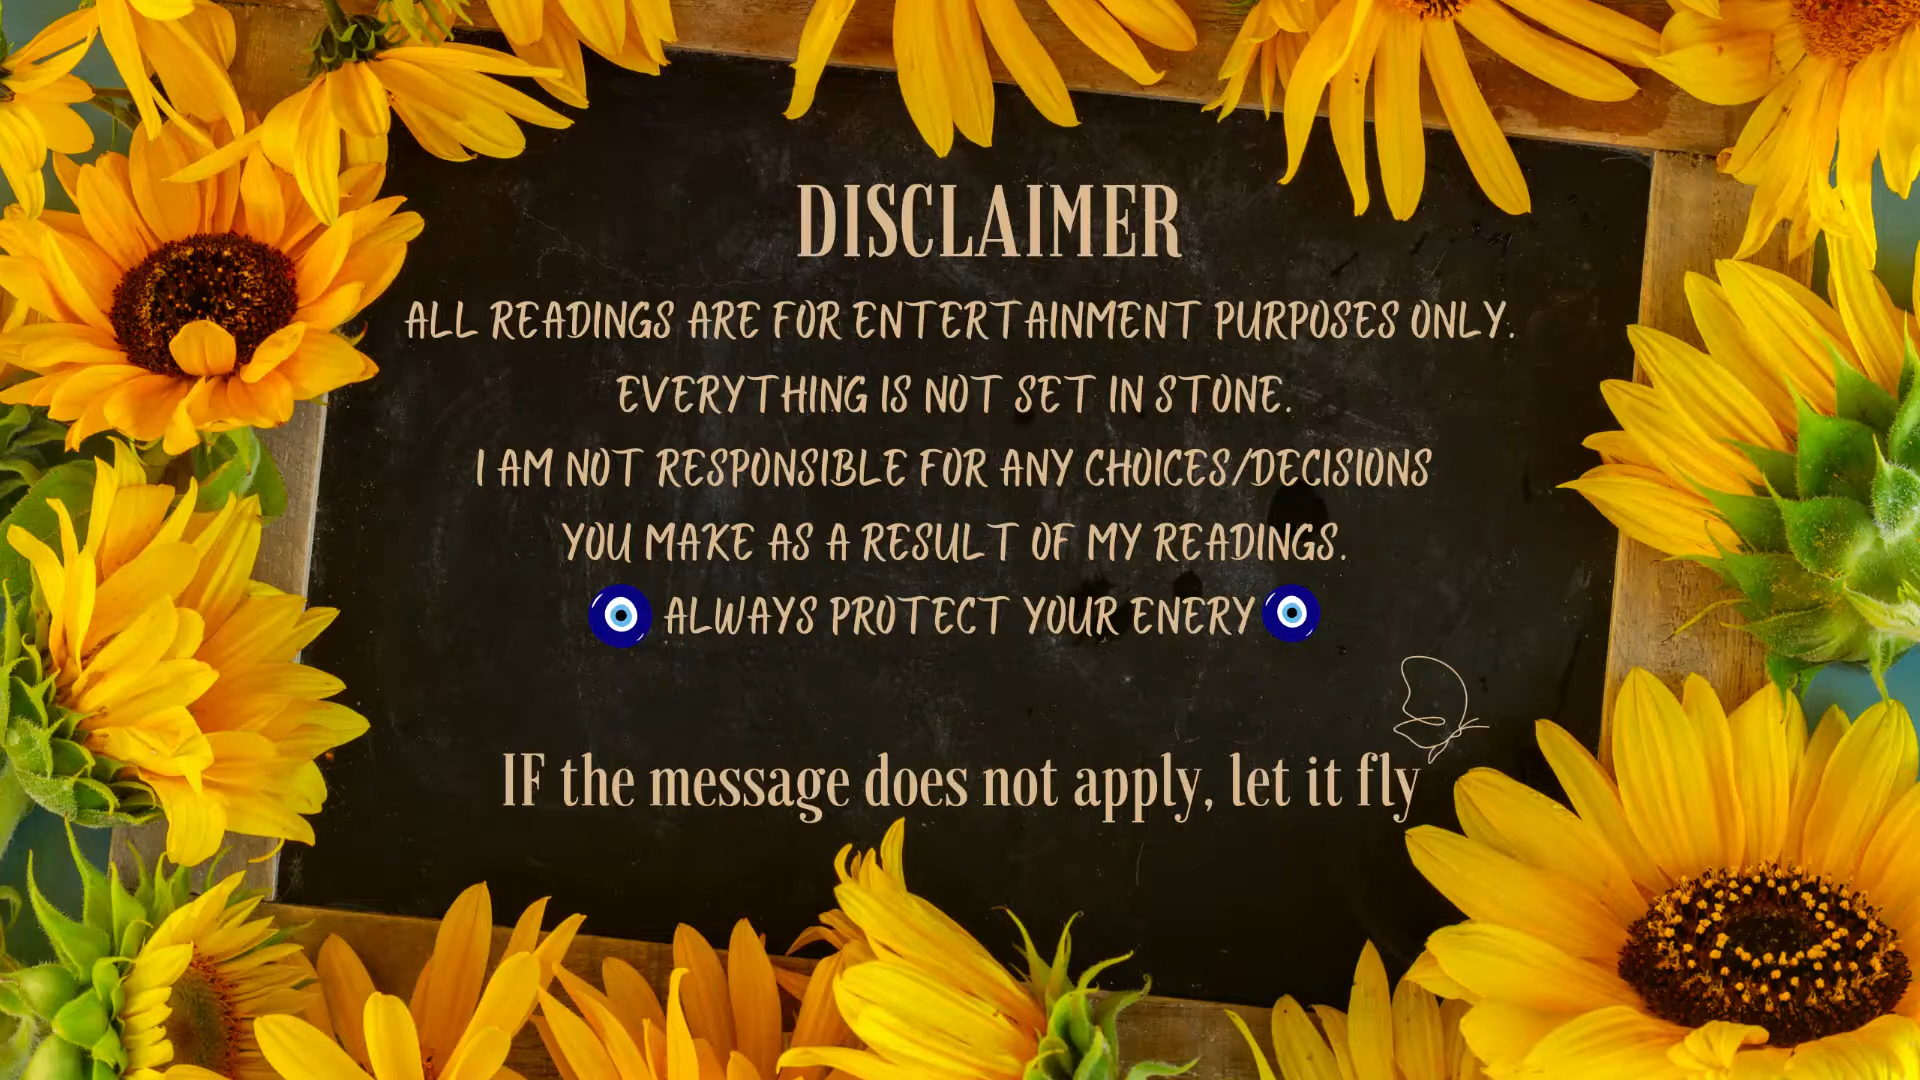 DISCLAIMER
ALL READINGS ARE FOR ENTERTAINMENT PURPOSES ONLY.
EVERYTHING IS NOT SET IN STONE.
I AM NOT RESPONSIBLE FOR ANY CHOICES/DECISIONS
YOU MAKE AS A RESULT OF MY READINGS.
ALWAYS PROTECT YOUR ENERY
IF the message does not apply, let it fly